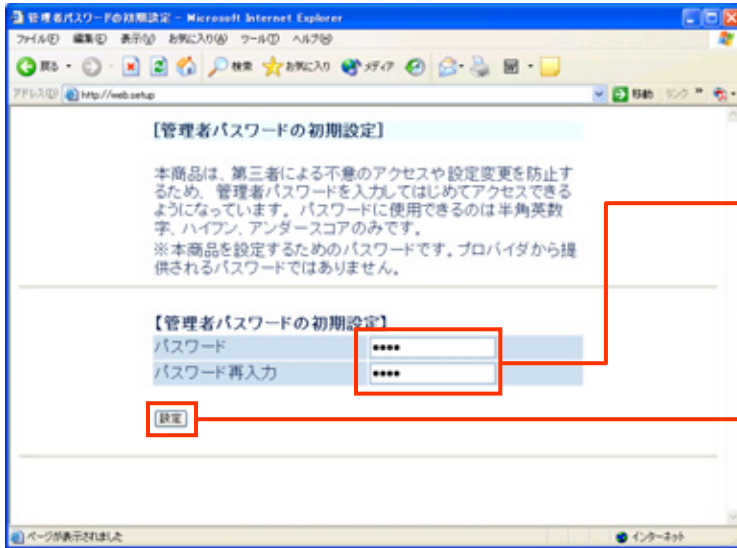 管理者パスワードの初期設定 - Microsoft Internet Explorer
ファイル(F) 編集(E) 表示(V) お気に入り(A) ツール(T) ヘルプ(H)
戻る 検索 お気に入り メディア
アドレス(D) http://web.setup 移動 リンク »
[管理者パスワードの初期設定]
本商品は、第三者による不意のアクセスや設定変更を防止す
るため、 管理者パスワードを入力してはじめてアクセスできる
ようになっています。パスワードに使用できるのは半角英数
字、ハイフン、アンダースコアのみです。
※本商品を設定するためのパスワードです。プロバイダから提
供されるパスワードではありません。
【管理者パスワードの初期設定】
パスワード ••••
パスワード再入力 ••••
設定
ページが表示されました インターネット